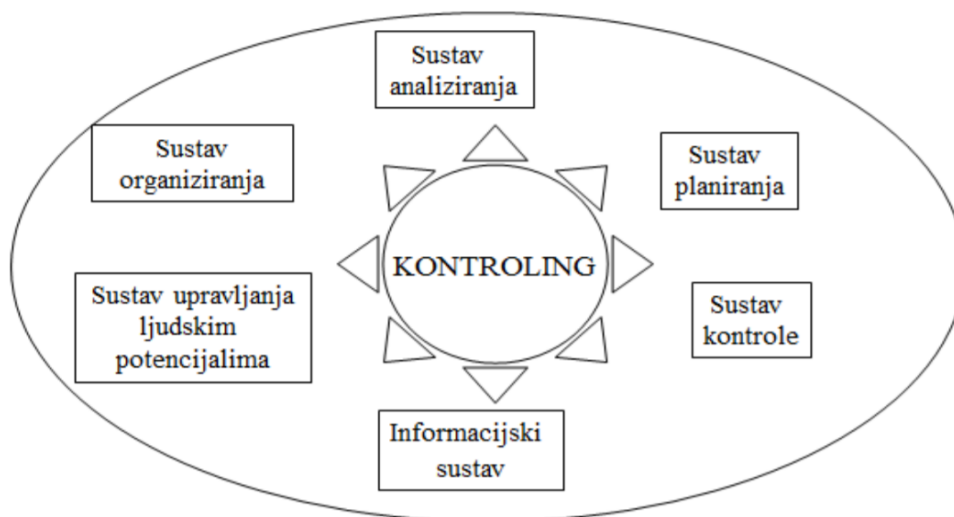 Sustav
analiziranja
Sustav
organiziranja
Sustav
planiranja
KONTROLING
Sustav upravljanja
ljudskim
potencijalima
Sustav
kontrole
Informacijski
sustav